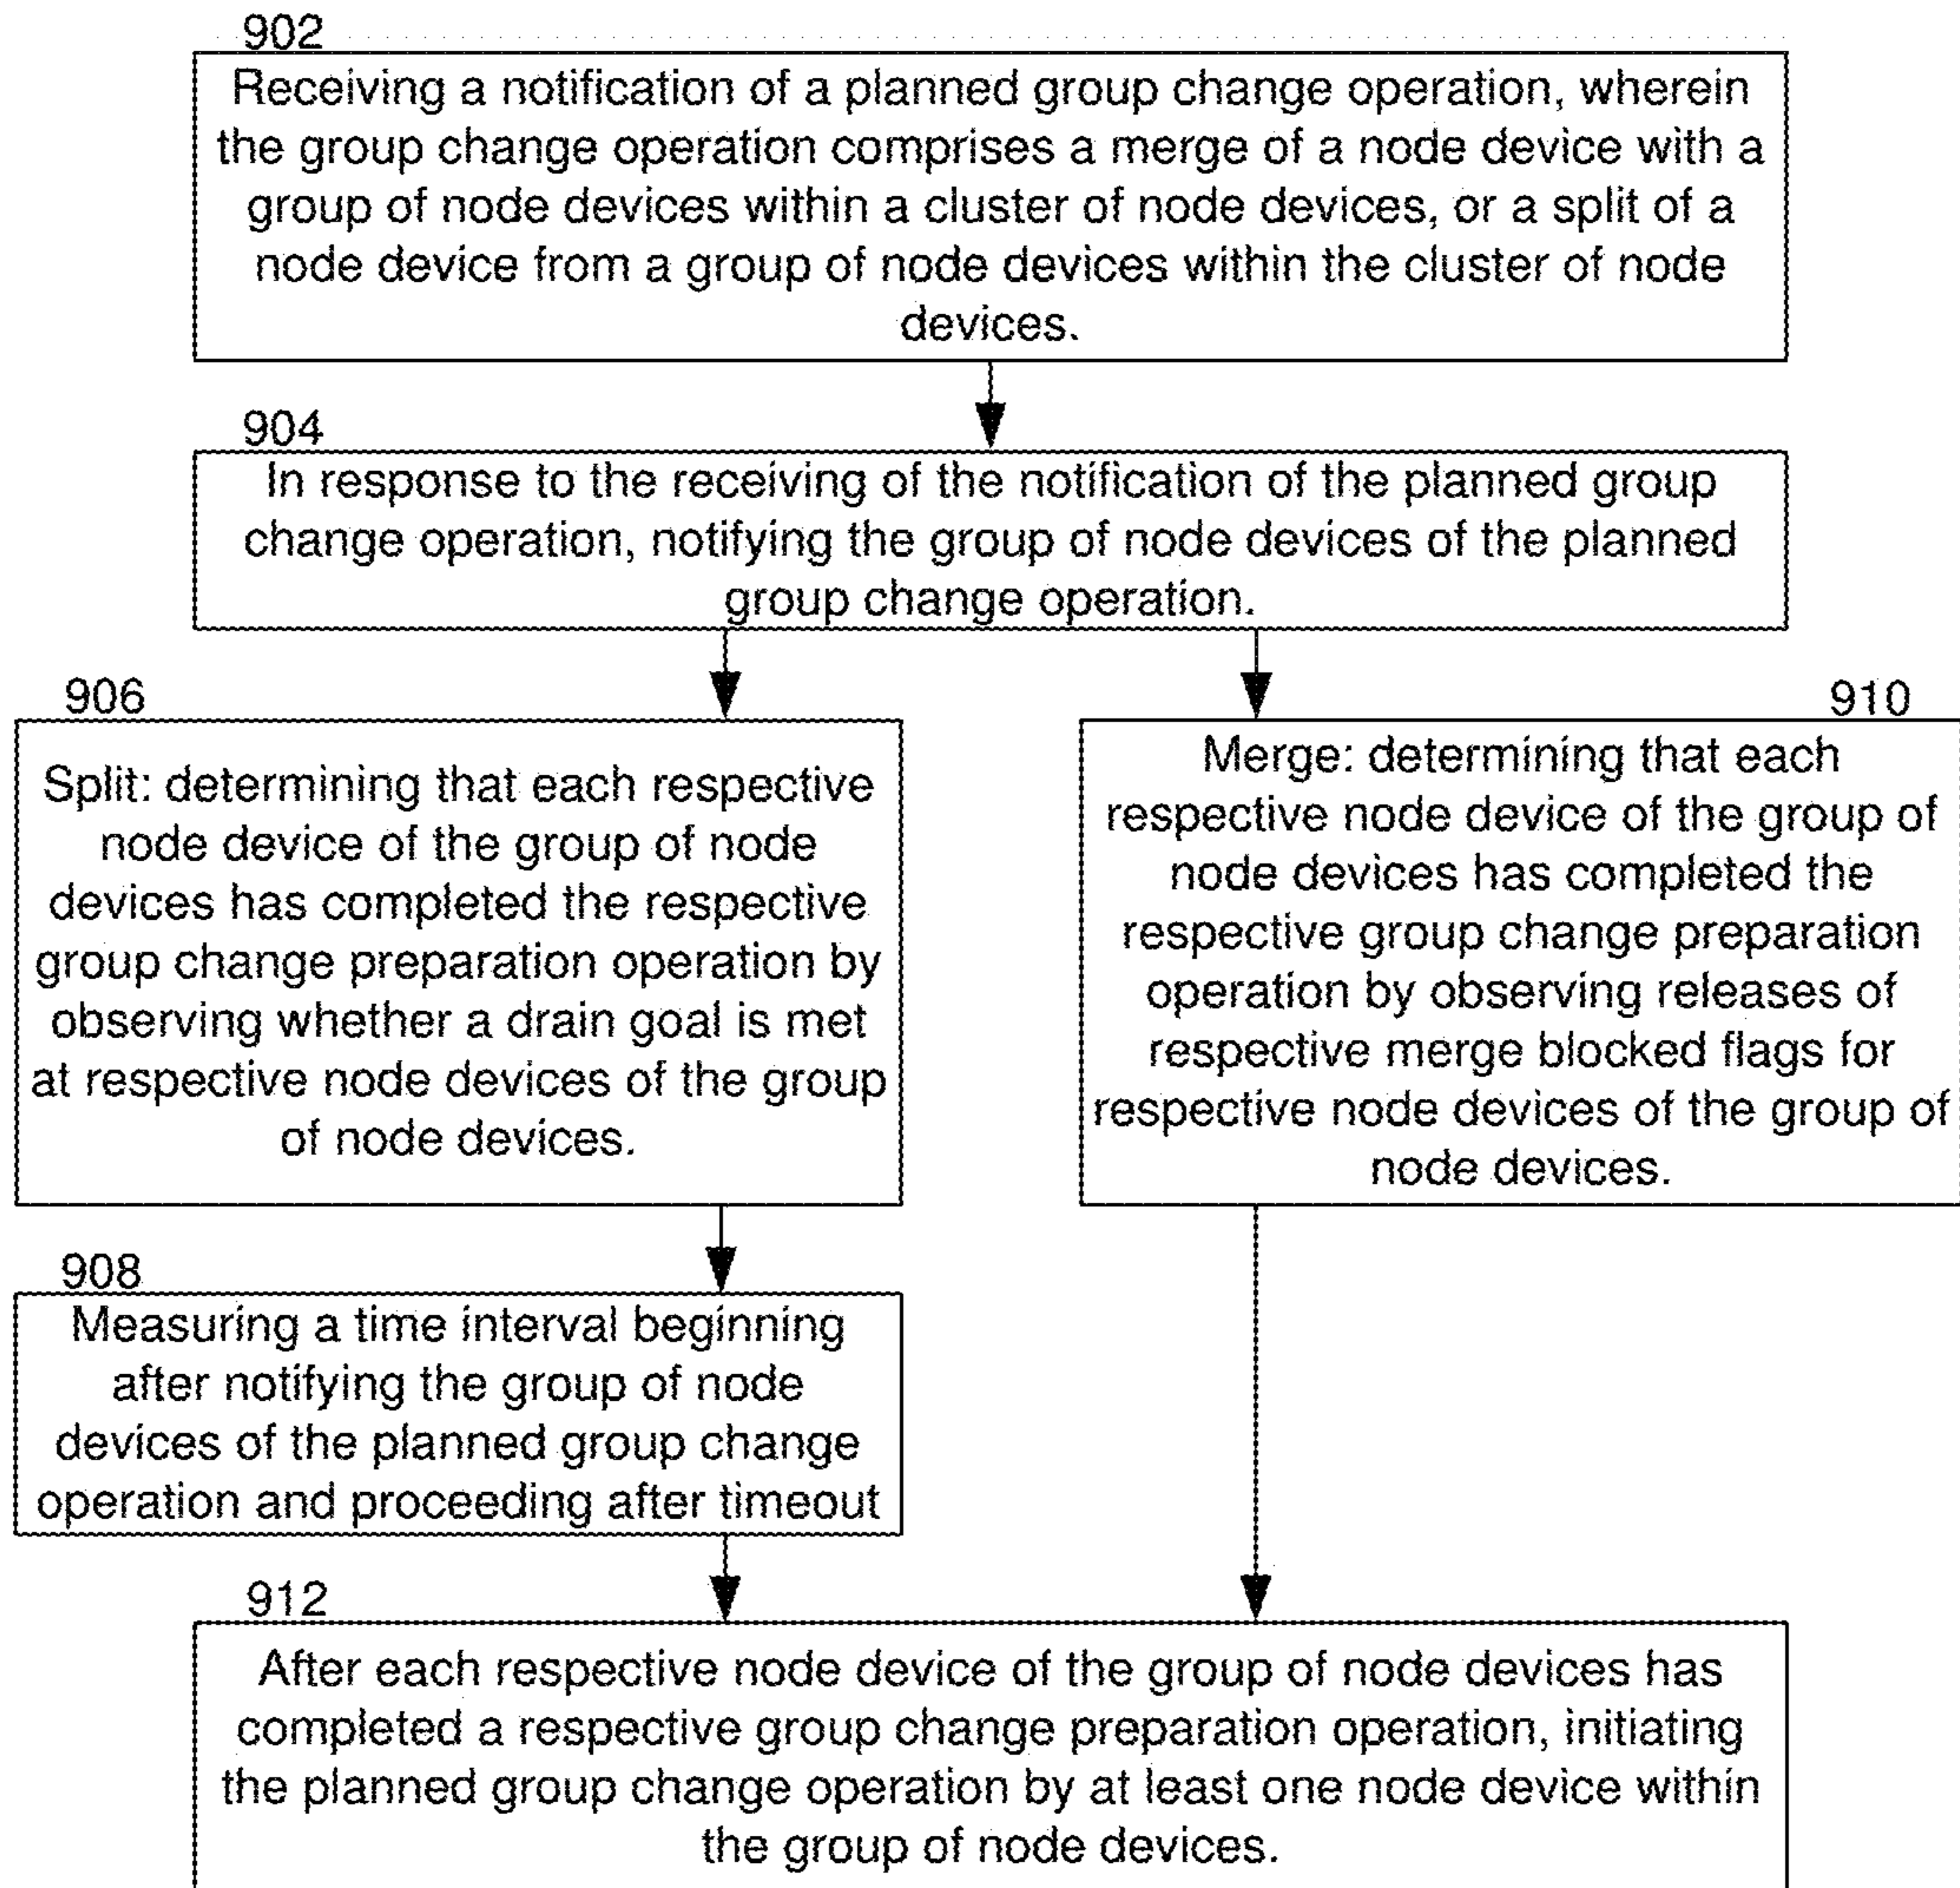 902
Receiving a notification of a planned group change operation, wherein
the group change operation comprises a merge of a node device with a
group of node devices within a cluster of node devices, or a split of a
node device from a group of node devices within the cluster of node
devices.
904
In response to the receiving of the notification of the planned group
change operation, notifying the group of node devices of the planned
group change operation.
906
Split: determining that each respective
node device of the group of node
devices has completed the respective
group change preparation operation by
observing whether a drain goal is met
at respective node devices of the group
of node devices.
910
Merge: determining that each
respective node device of the group of
node devices has completed the
respective group change preparation
operation by observing releases of
respective merge blocked flags for
respective node devices of the group of
node devices.
908
Measuring a time interval beginning
after notifying the group of node
devices of the planned group change
operation and proceeding after timeout
912
After each respective node device of the group of node devices has
completed a respective group change preparation operation, initiating
the planned group change operation by at least one node device within
the group of node devices.